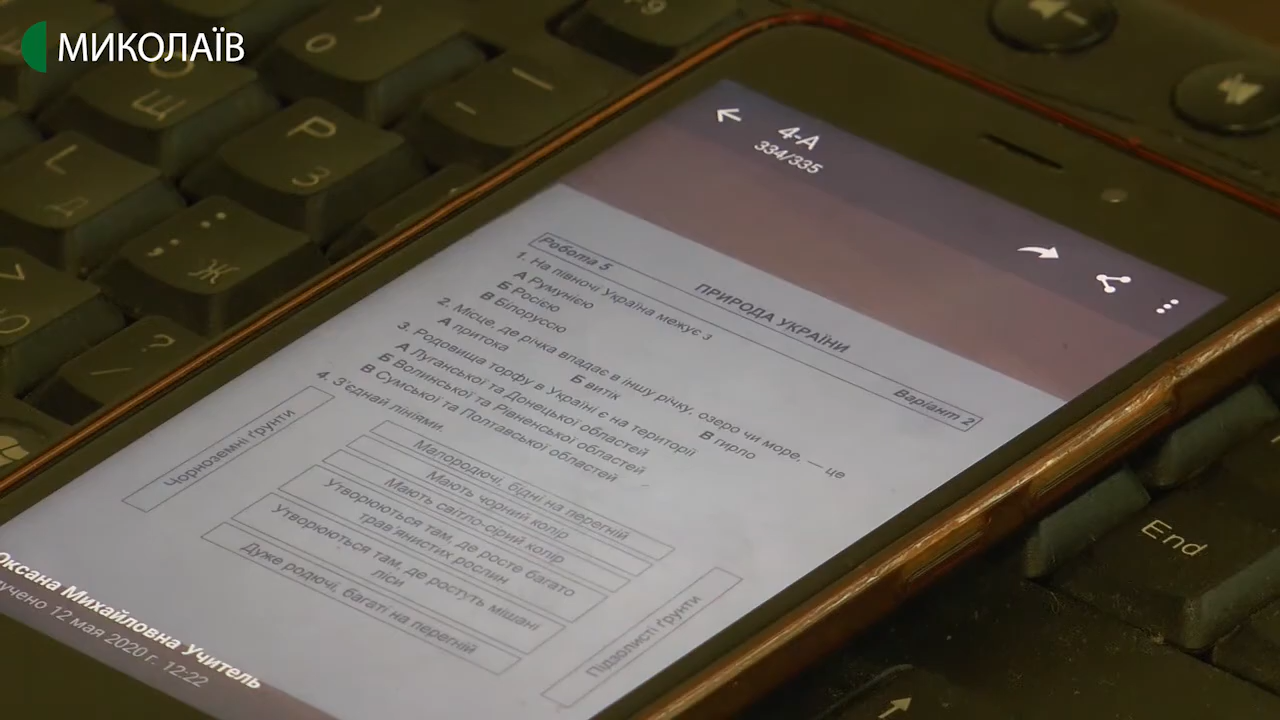 МИКОЛАЇВ
4-А
334/335
Робота 5
ПРИРОДА УКРАЇНИ
Варіант 2
1. На півночі Україна межує з
А Румунією
Б Росією
В Білоруссю
2. Місце, де річка впадає в іншу річку, озеро чи море, — це
А притока Б витік В гирло
3. Родовища торфу в Україні є на території
А Луганської та Донецької областей
Б Волинської та Рівненської областей
В Сумської та Полтавської областей
4. З'єднай лініями.
Чорноземні ґрунти
Малородючі, бідні на перегній
Мають чорний колір
Мають світло-сірий колір
Утворюються там, де росте багато
трав'янистих рослин
Утворюються там, де ростуть мішані
ліси
Дуже родючі, багаті на перегній
Підзолисті ґрунти
Оксана Михайловна Учитель
12 мая 2020 г. 12:22
F9
О
Щ
P
З
L
Д
Ж
?
/
End